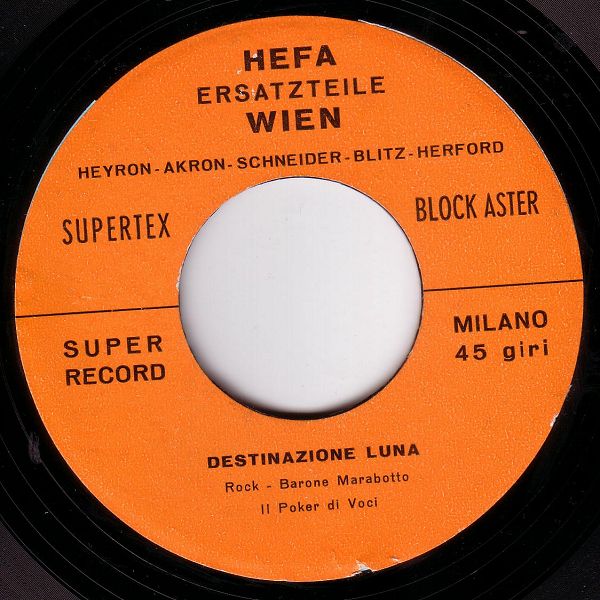 HEFA
ERSATZTEILE
WIEN
HEYRON-AKRON-SCHNEIDER-BLITZ-HERFORD
SUPERTEX
BLOCK ASTER
SUPER
RECORD
MILANO
45 giri
DESTINAZIONE LUNA
Rock - Barone Marabotto
Il Poker di Voci